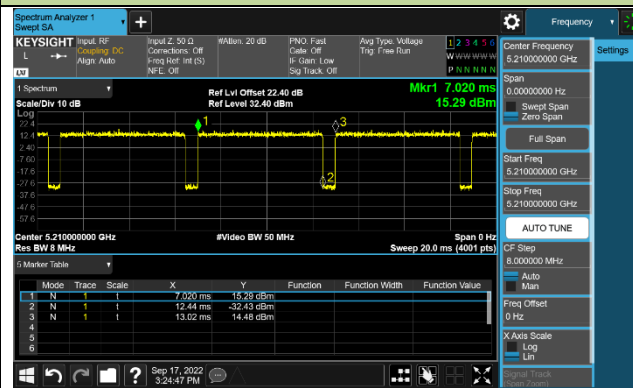 Spectrum Analyzer 1
Swept SA
Frequency
KEYSIGHT
L
LXI
Input: RF
Coupling: DC
Align: Auto
Input Z: 50 Ω
Corrections: Off
Freq Ref: Int (S)
NFE: Off
#Atten: 20 dB
PNO: Fast
Gate: Off
IF Gain: Low
Sig Track: Off
Avg Type: Voltage
Trig: Free Run
1 2 3 4 5 6
W W W W W W
P N N N N N
Center Frequency
5.210000000 GHz
Settings
1 Spectrum
Scale/Div 10 dB
Ref Lvl Offset 22.40 dB
Ref Level 32.40 dBm
Mkr1 7.020 ms
15.29 dBm
Log
22.4
12.4
2.40
-7.60
-17.6
-27.6
-37.6
-47.6
-57.6
1
3
2
Span
0.00000000 Hz
Swept Span
Zero Span
Full Span
Start Freq
5.210000000 GHz
Stop Freq
5.210000000 GHz
AUTO TUNE
Center 5.210000000 GHz
Res BW 8 MHz
#Video BW 50 MHz
Span 0 Hz
Sweep 20.0 ms (4001 pts)
CF Step
8.000000 MHz
Auto
Man
5 Marker Table
Mode Trace Scale X Y Function Function Width Function Value
1 N 1 t 7.020 ms 15.29 dBm
2 N 1 t 12.44 ms -32.43 dBm
3 N 1 t 13.02 ms 14.48 dBm
4
5
6
Freq Offset
0 Hz
X Axis Scale
Log
Lin
Signal Track
(Span Zoom)
?
Sep 17, 2022
3:24:47 PM